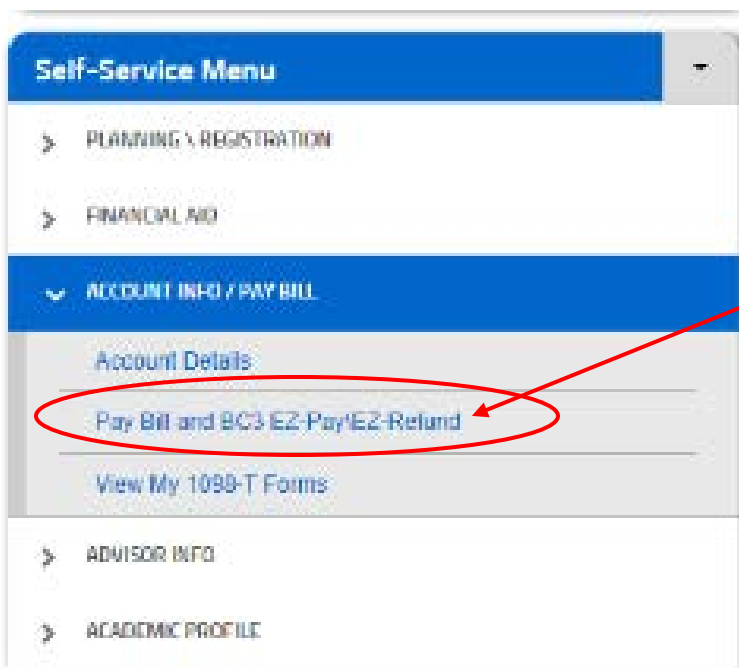 Self-Service Menu
PLANNING \ REGISTRATION
FINANCIAL AID
ACCOUNT INFO / PAY BILL
Account Details
Pay Bill and BC3 EZ-Pay\EZ-Refund
View My 1098-T Forms
ADVISOR INFO
ACADEMIC PROFILE